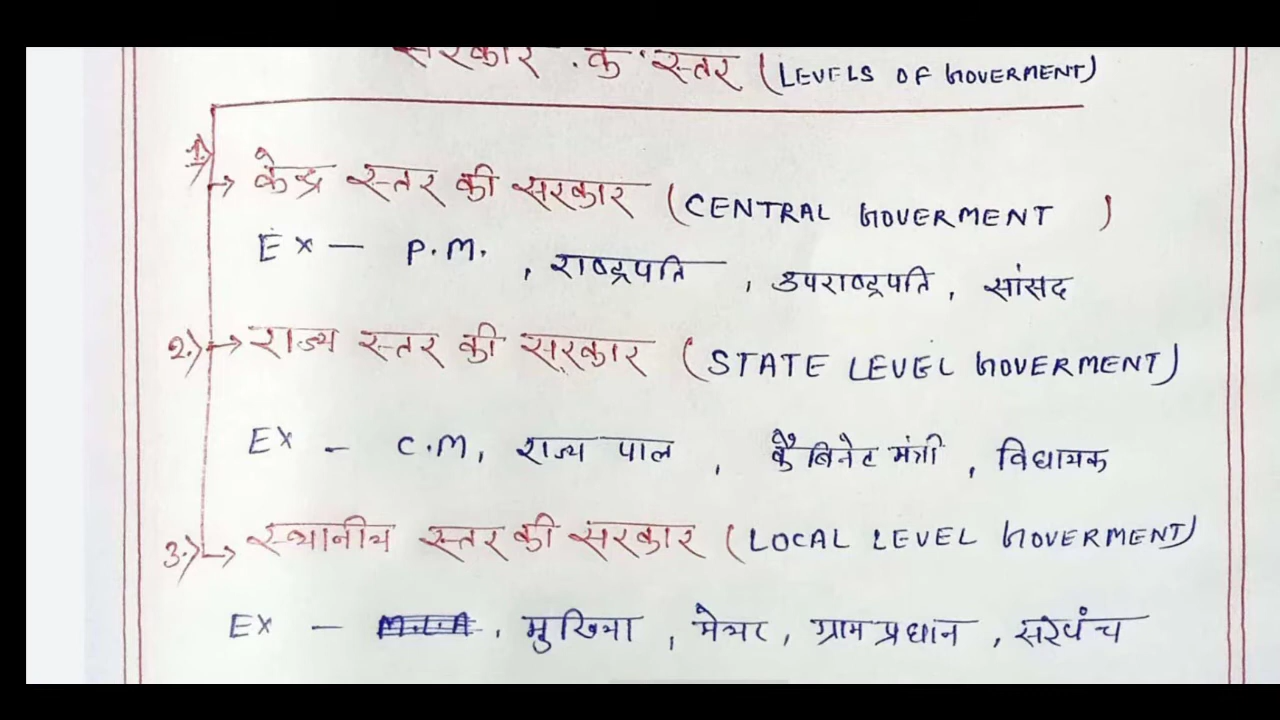 सरकार . के स्तर (LEVELS OF GOVERMENT)
1.) → केन्द्र स्तर की सरकार (CENTRAL GOVERMENT )
Ex — P.M. , राष्ट्रपति , उपराष्ट्रपति , सांसद
2.) → राज्य स्तर की सरकार (STATE LEVEL GOVERMENT)
Ex – C.M, राज्य पाल , कैबिनेट मंत्री , विधायक
3.) → स्थानीय स्तर की सरकार (LOCAL LEVEL GOVERMENT)
Ex – , मुखिया , मेयर , ग्राम प्रधान , सरपंच